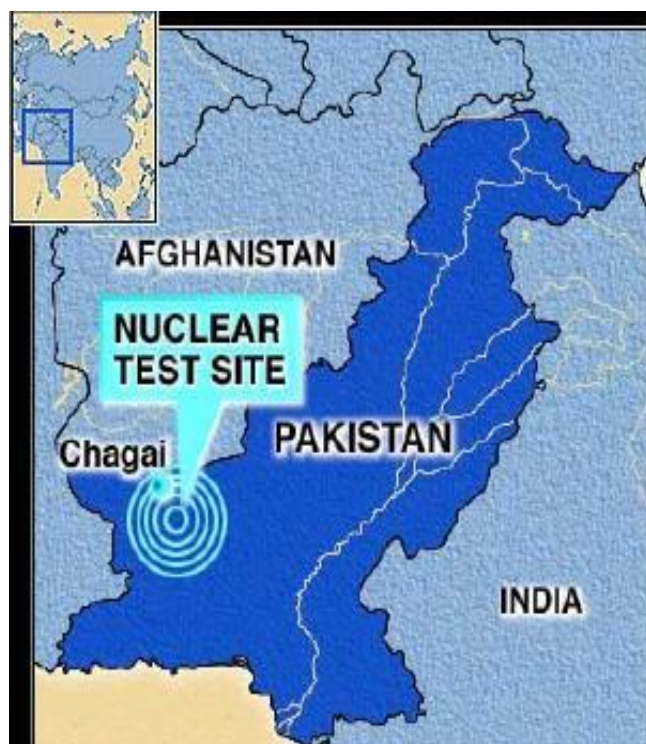 AFGHANISTAN
NUCLEAR
TEST SITE
Chagai
PAKISTAN
INDIA